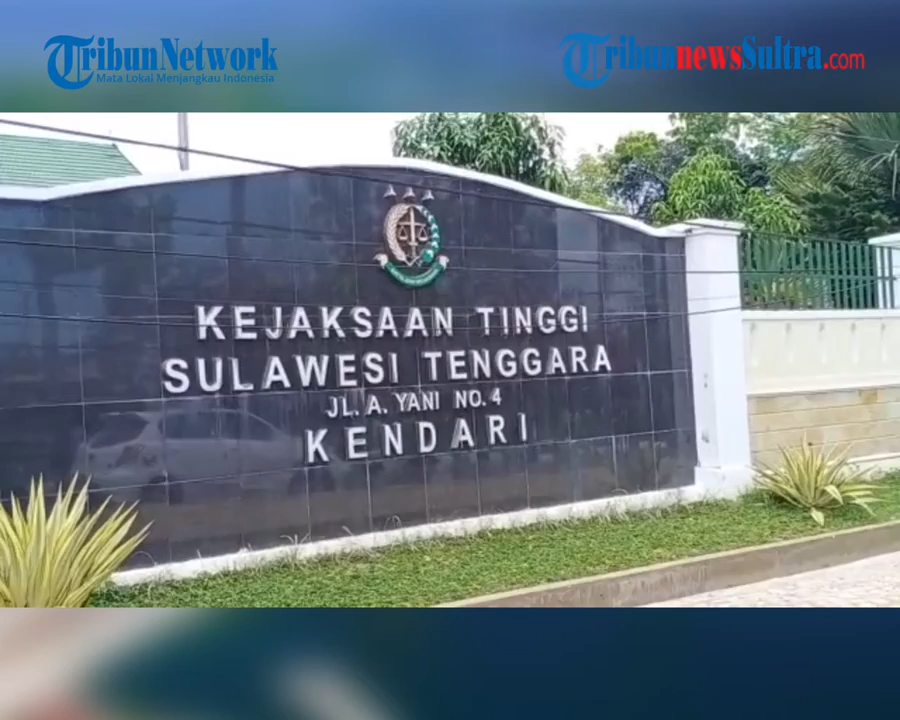 TribunNetwork
Mata Lokal Menjangkau Indonesia
TribunnewsSultra.com
KEJAKSAAN TINGGI
SULAWESI TENGGARA
JL. A. YANI NO. 4
KENDARI